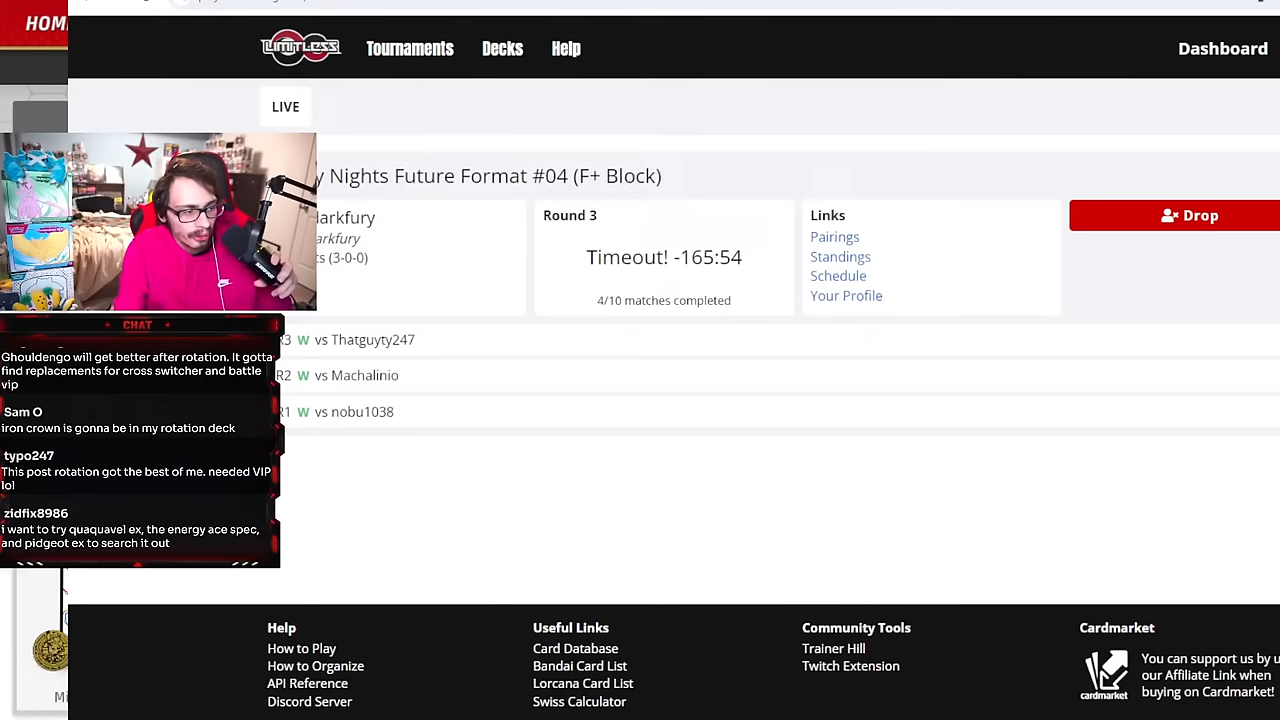 HOM
LIMITLESS
Tournaments
Decks
Help
Dashboard
LIVE
y Nights Future Format #04 (F+ Block)
darkfury
arkfury
ts (3-0-0)
Round 3
Timeout! -165:54
4/10 matches completed
Links
Pairings
Standings
Schedule
Your Profile
Drop
R3 W vs Thatguyty247
R2 W vs Machalinio
R1 W vs nobu1038
CHAT
Ghouldengo will get better after rotation. It gotta
find replacements for cross switcher and battle
vip
Sam O
iron crown is gonna be in my rotation deck
typo247
This post rotation got the best of me. needed VIP
lol
zidfix8986
i want to try quaquavel ex, the energy ace spec,
and pidgeot ex to search it out
Mi
Help
How to Play
How to Organize
API Reference
Discord Server
Useful Links
Card Database
Bandai Card List
Lorcana Card List
Swiss Calculator
Community Tools
Trainer Hill
Twitch Extension
Cardmarket
cardmarket
You can support us by u
our Affiliate Link when
buying on Cardmarket!